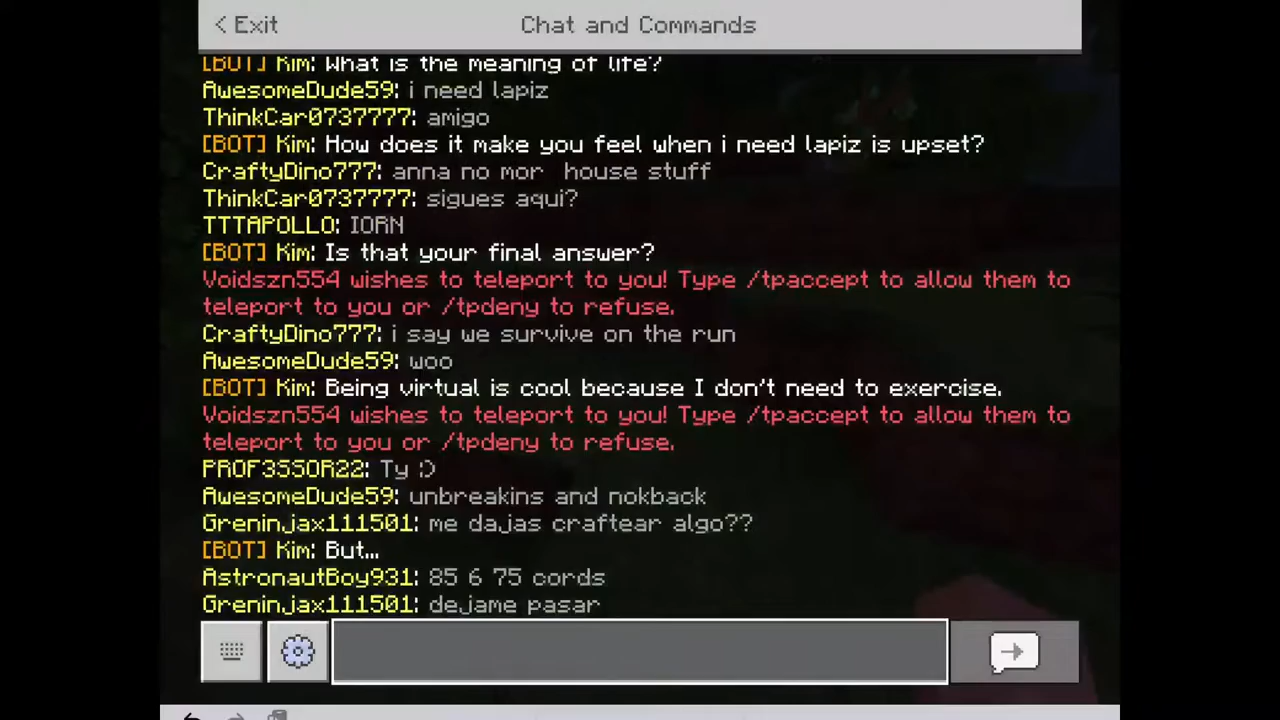 < Exit
Chat and Commands
[BOT] Kim: What is the meaning of life?
AwesomeDude59: i need lapiz
ThinkCar0737777: amigo
[BOT] Kim: How does it make you feel when i need lapiz is upset?
CraftyDino777: anna no mor house stuff
ThinkCar0737777: sigues aqui?
TTTAPOLLO: IORN
[BOT] Kim: Is that your final answer?
Voidszn554 wishes to teleport to you! Type /tpaccept to allow them to
teleport to you or /tpdeny to refuse.
CraftyDino777: i say we survive on the run
AwesomeDude59: woo
[BOT] Kim: Being virtual is cool because I don't need to exercise.
Voidszn554 wishes to teleport to you! Type /tpaccept to allow them to
teleport to you or /tpdeny to refuse.
PROF3SSOR22: Ty :)
AwesomeDude59: unbreakins and nokback
Greninjax111501: me dajas craftear algo??
[BOT] Kim: But...
AstronautBoy931: 85 6 75 cords
Greninjax111501: dejame pasar